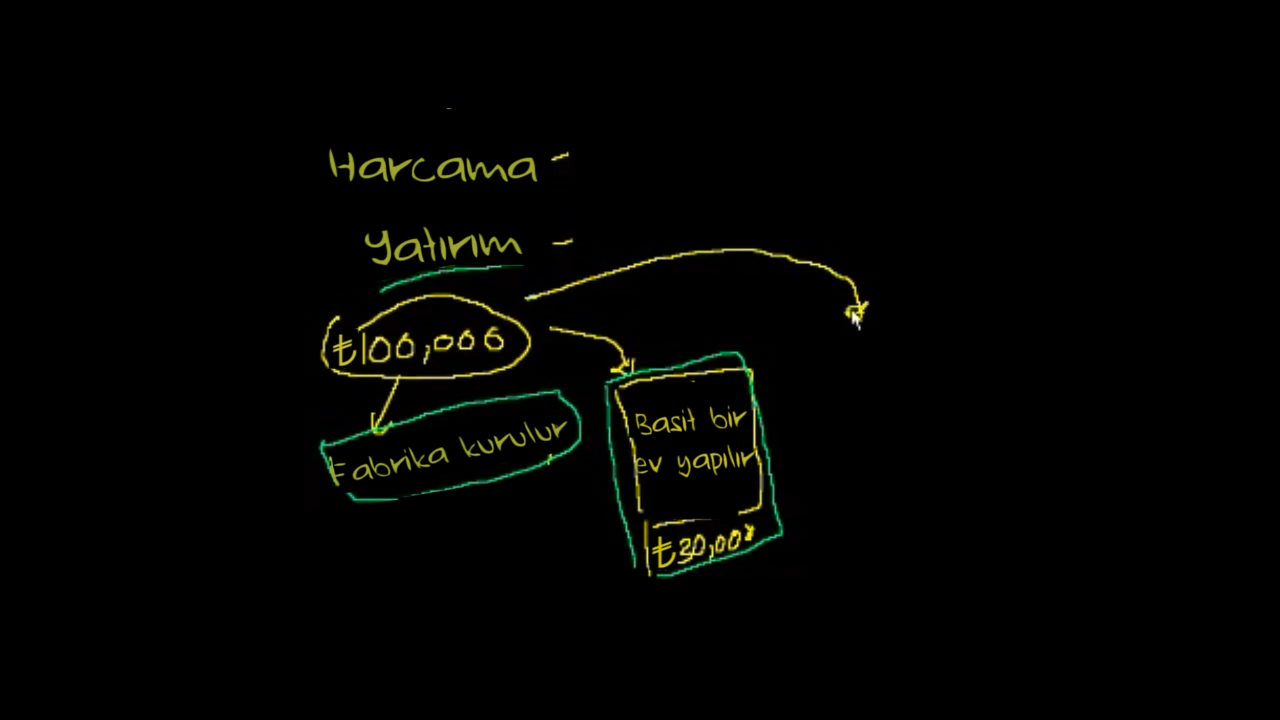 Harcama -
Yatırım -
₺100,000
Fabrika kurulur
Basit bir
ev yapılır
₺30,000